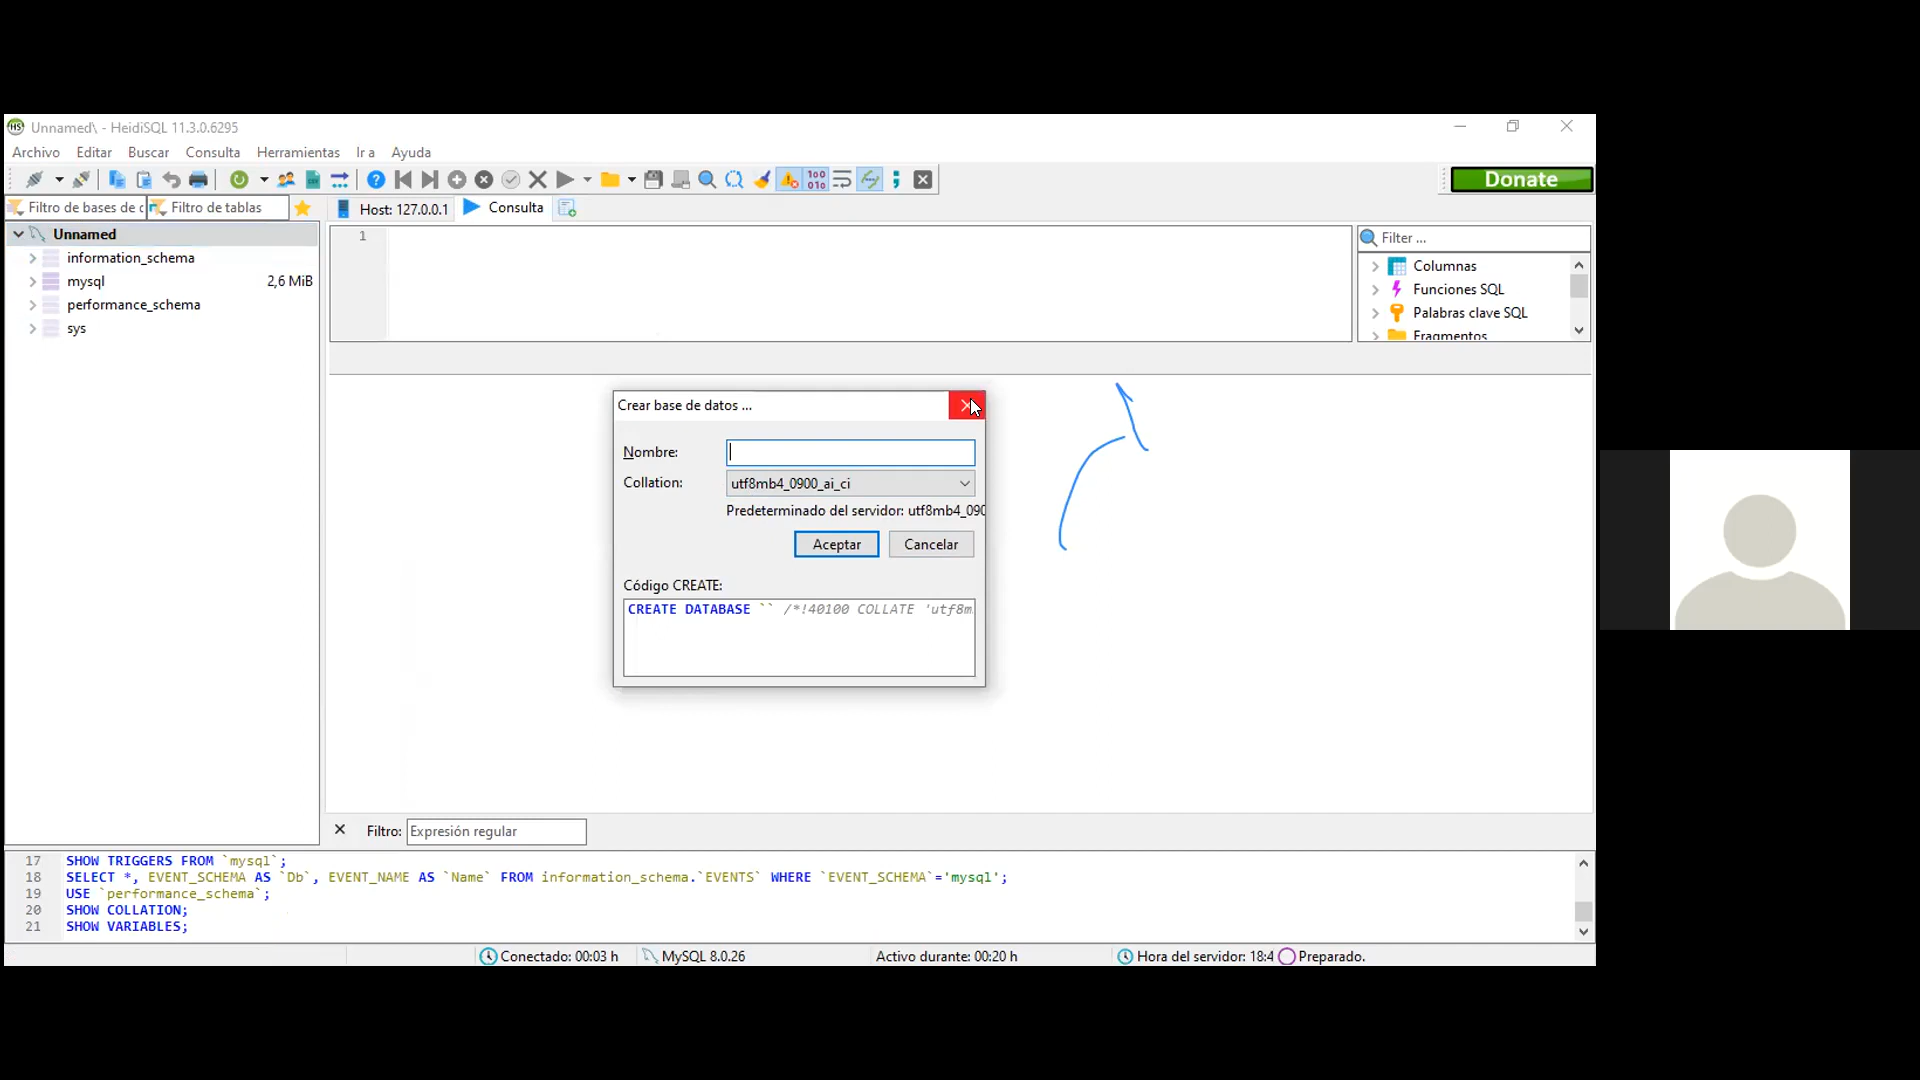 Unnamed\ - HeidiSQL 11.3.0.6295
Archivo Editar Buscar Consulta Herramientas Ir a Ayuda
Donate
Filtro de bases de c Filtro de tablas
Host: 127.0.0.1 Consulta
Unnamed
information_schema
mysql 2,6 MiB
performance_schema
sys
1
Filter ...
Columnas
Funciones SQL
Palabras clave SQL
Fragmentos
Crear base de datos ...
Nombre:
Collation: utf8mb4_0900_ai_ci
Predeterminado del servidor: utf8mb4_090
Aceptar Cancelar
Código CREATE:
CREATE DATABASE `` /*!40100 COLLATE 'utf8m
Filtro: Expresión regular
17 SHOW TRIGGERS FROM `mysql`;
18 SELECT *, EVENT_SCHEMA AS `Db`, EVENT_NAME AS `Name` FROM information_schema.`EVENTS` WHERE `EVENT_SCHEMA`='mysql';
19 USE `performance_schema`;
20 SHOW COLLATION;
21 SHOW VARIABLES;
Conectado: 00:03 h MySQL 8.0.26 Activo durante: 00:20 h Hora del servidor: 18:4 Preparado.